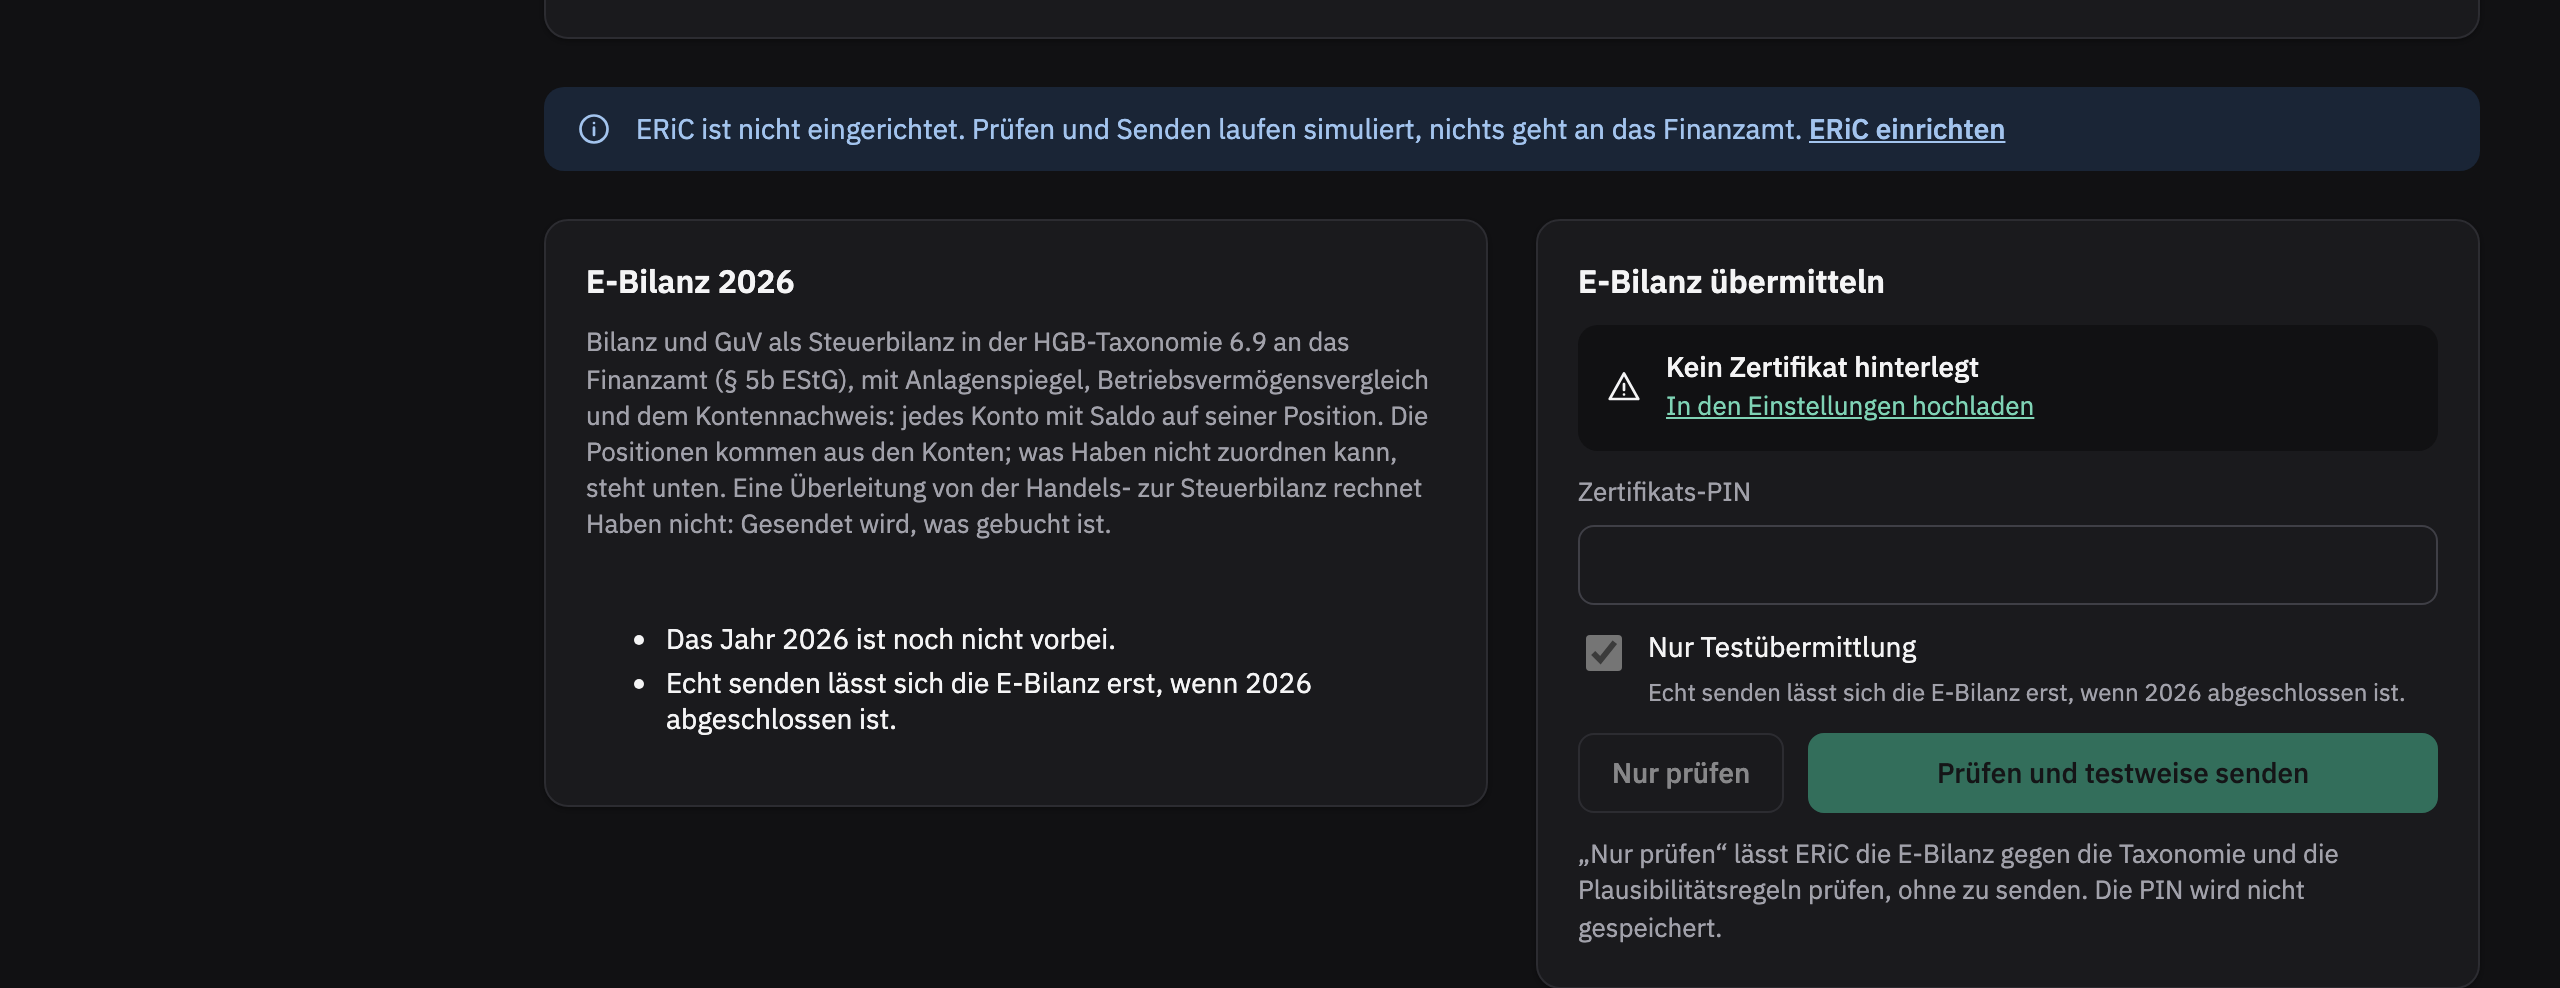 ERiC ist nicht eingerichtet. Prüfen und Senden laufen simuliert, nichts geht an das Finanzamt. ERiC einrichten
E-Bilanz 2026
Bilanz und GuV als Steuerbilanz in der HGB-Taxonomie 6.9 an das
Finanzamt (§ 5b EStG), mit Anlagenspiegel, Betriebsvermögensvergleich
und dem Kontennachweis: jedes Konto mit Saldo auf seiner Position. Die
Positionen kommen aus den Konten; was Haben nicht zuordnen kann,
steht unten. Eine Überleitung von der Handels- zur Steuerbilanz rechnet
Haben nicht: Gesendet wird, was gebucht ist.
• Das Jahr 2026 ist noch nicht vorbei.
• Echt senden lässt sich die E-Bilanz erst, wenn 2026
abgeschlossen ist.
E-Bilanz übermitteln
Kein Zertifikat hinterlegt
In den Einstellungen hochladen
Zertifikats-PIN
Nur Testübermittlung
Echt senden lässt sich die E-Bilanz erst, wenn 2026 abgeschlossen ist.
Nur prüfen
Prüfen und testweise senden
„Nur prüfen“ lässt ERiC die E-Bilanz gegen die Taxonomie und die
Plausibilitätsregeln prüfen, ohne zu senden. Die PIN wird nicht
gespeichert.